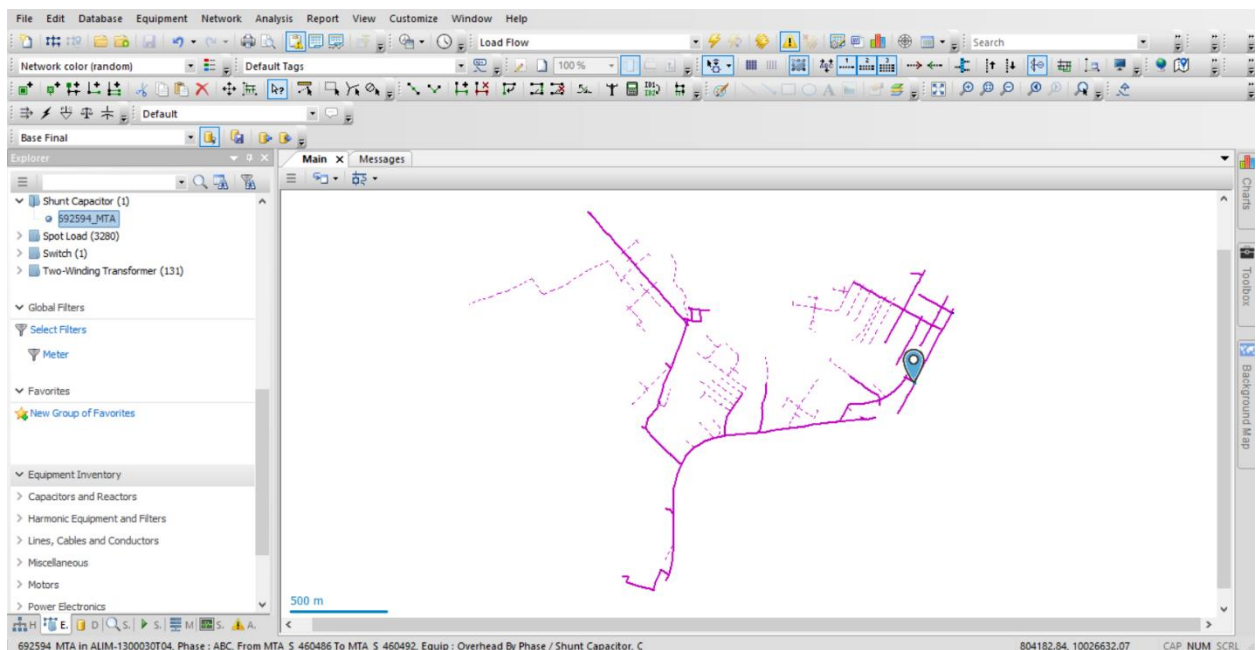 File Edit Database Equipment Network Analysis Report View Customize Window Help
Load Flow
Search
Network color (random)
Default Tags
100 %
Default
Base Final
Explorer
Main X Messages
Shunt Capacitor (1)
692594_MTA
Spot Load (3280)
Switch (1)
Two-Winding Transformer (131)
Global Filters
Select Filters
Meter
Favorites
New Group of Favorites
Equipment Inventory
Capacitors and Reactors
Harmonic Equipment and Filters
Lines, Cables and Conductors
Miscellaneous
Motors
Power Electronics
H E. D S. S. M S. A.
500 m
Charts
Toolbox
Background Map
692594_MTA in ALIM-1300030T04, Phase : ABC, From MTA_S_460486 To MTA_S_460492, Equip : Overhead By Phase / Shunt Capacitor, C
804182.84, 10026632.07 CAP NUM SCRL